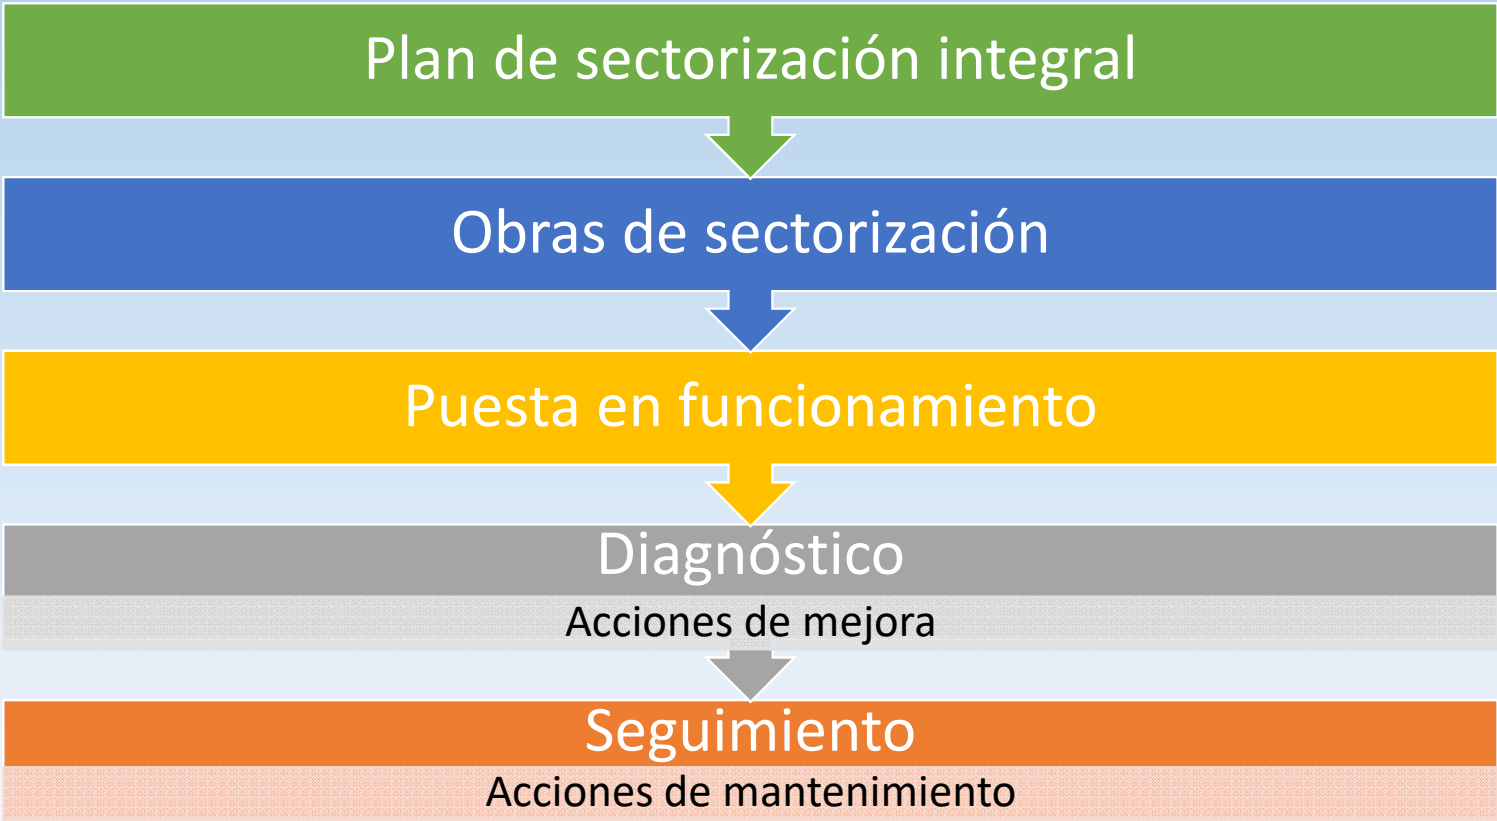 Plan de sectorización integral
Obras de sectorización
Puesta en funcionamiento
Diagnóstico
Acciones de mejora
Seguimiento
Acciones de mantenimiento